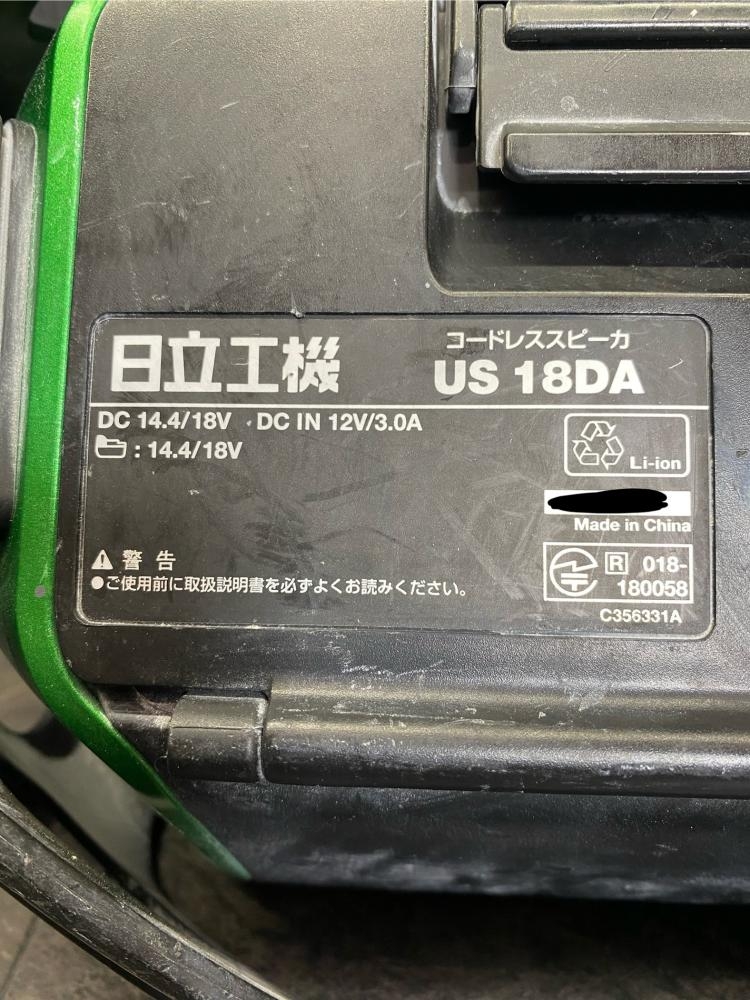 日立工機
コードレススピーカ
US 18DA
DC 14.4/18V ・DC IN 12V/3.0A
: 14.4/18V
Li-ion
Made in China
警告
●ご使用前に取扱説明書を必ずよくお読みください。
R 018-
180058
C356331A